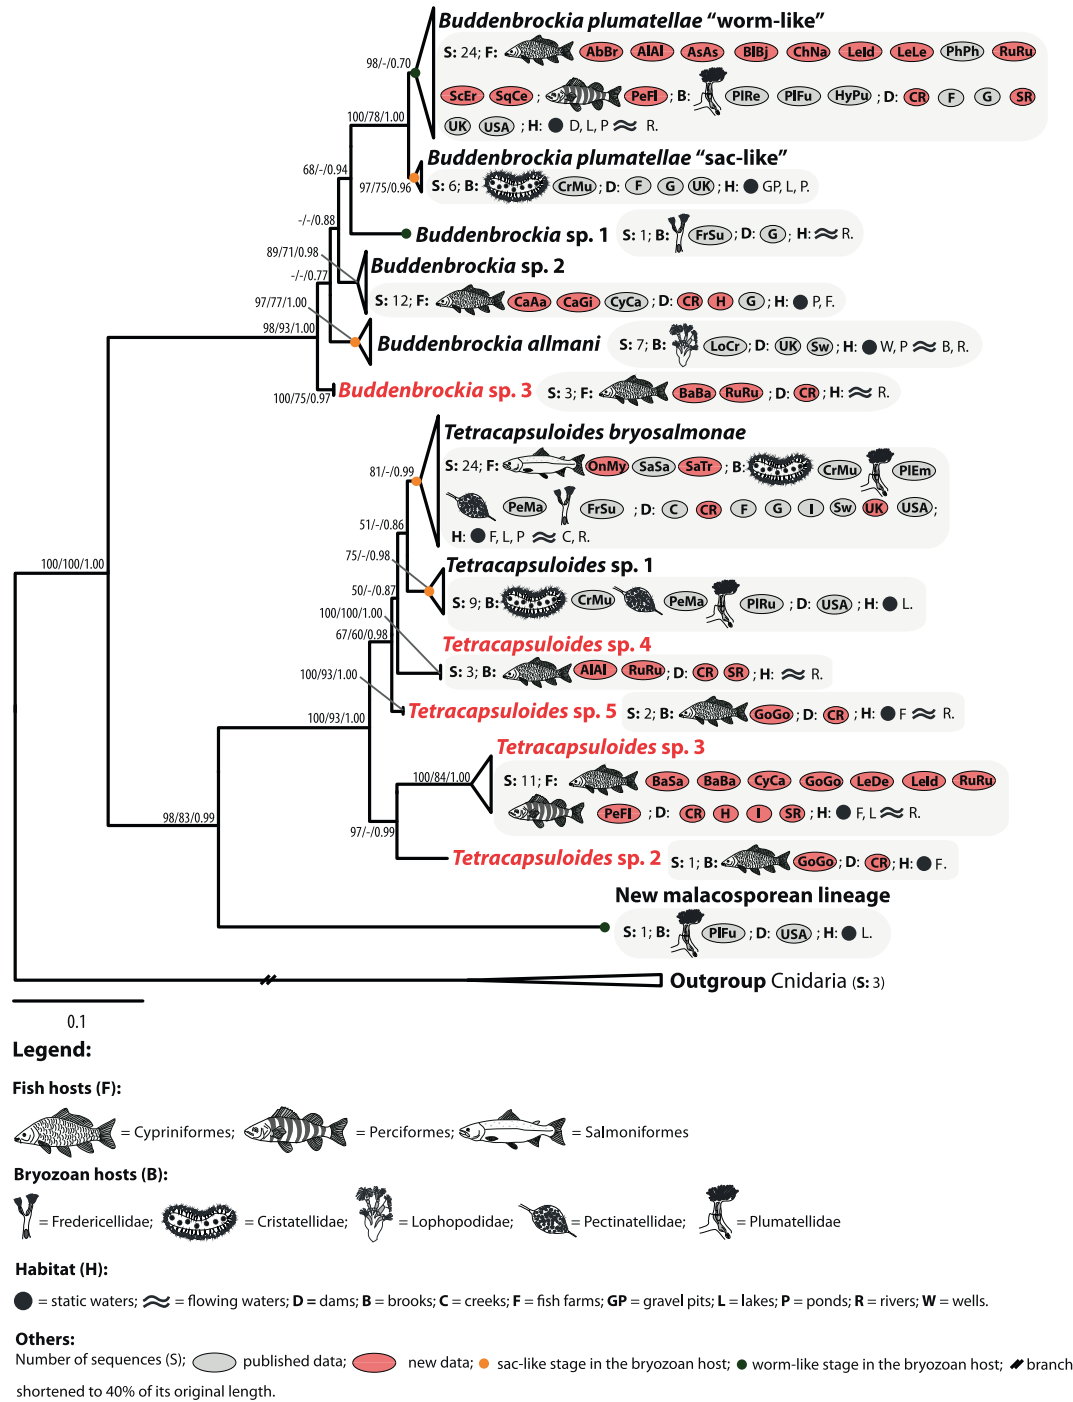 Buddenbrockia plumatellae “worm-like”
98/-/0.70
S: 24; F: AbBr AlAl AsAs BlBj ChNa LeId LeLe PhPh RuRu
ScEr SqCe ; PeFl ; B: PlRe PlFu HyPu ; D: CR F G SR
UK USA ; H: D, L, P R.
100/78/1.00
Buddenbrockia plumatellae “sac-like”
68/-/0.94
97/75/0.96
S: 6; B: CrMu ; D: F G UK ; H: GP, L, P.
-/-/0.88
Buddenbrockia sp. 1 S: 1; B: FrSu ; D: G ; H: R.
89/71/0.98
Buddenbrockia sp. 2
-/-/0.77
S: 12; F: CaAa CaGi CyCa ; D: CR H G ; H: P, F.
97/77/1.00
98/93/1.00
Buddenbrockia allmani S: 7; B: LoCr ; D: UK Sw ; H: W, P B, R.
100/75/0.97
Buddenbrockia sp. 3 S: 3; F: BaBa RuRu ; D: CR ; H: R.
Tetracapsuloides bryosalmonae
81/-/0.99
S: 24; F: OnMy SaSa SaTr ; B: CrMu PlEm
PeMa FrSu ; D: C CR F G I Sw UK USA ;
H: F, L, P C, R.
51/-/0.86
75/-/0.98
Tetracapsuloides sp. 1
50/-/0.87
S: 9; B: CrMu PeMa PlRu ; D: USA ; H: L.
100/100/1.00
67/60/0.98
Tetracapsuloides sp. 4
S: 3; B: AlAl RuRu ; D: CR SR ; H: R.
100/100/1.00
100/93/1.00
Tetracapsuloides sp. 5 S: 2; B: GoGo ; D: CR ; H: F R.
100/93/1.00
Tetracapsuloides sp. 3
100/84/1.00
S: 11; F: BaSa BaBa CyCa GoGo LeDe LeId RuRu
PeFl ; D: CR H I SR ; H: F, L R.
98/83/0.99
97/-/0.99
Tetracapsuloides sp. 2 S: 1; B: GoGo ; D: CR ; H: F.
New malacosporean lineage
S: 1; B: PlFu ; D: USA ; H: L.
Outgroup Cnidaria (S: 3)
0.1
Legend:
Fish hosts (F):
= Cypriniformes; = Perciformes; = Salmoniformes
Bryozoan hosts (B):
= Fredericellidae; = Cristatellidae; = Lophopodidae; = Pectinatellidae; = Plumatellidae
Habitat (H):
= static waters; = flowing waters; D = dams; B = brooks; C = creeks; F = fish farms; GP = gravel pits; L = lakes; P = ponds; R = rivers; W = wells.
Others:
Number of sequences (S); published data; new data; sac-like stage in the bryozoan host; worm-like stage in the bryozoan host; branch
shortened to 40% of its original length.